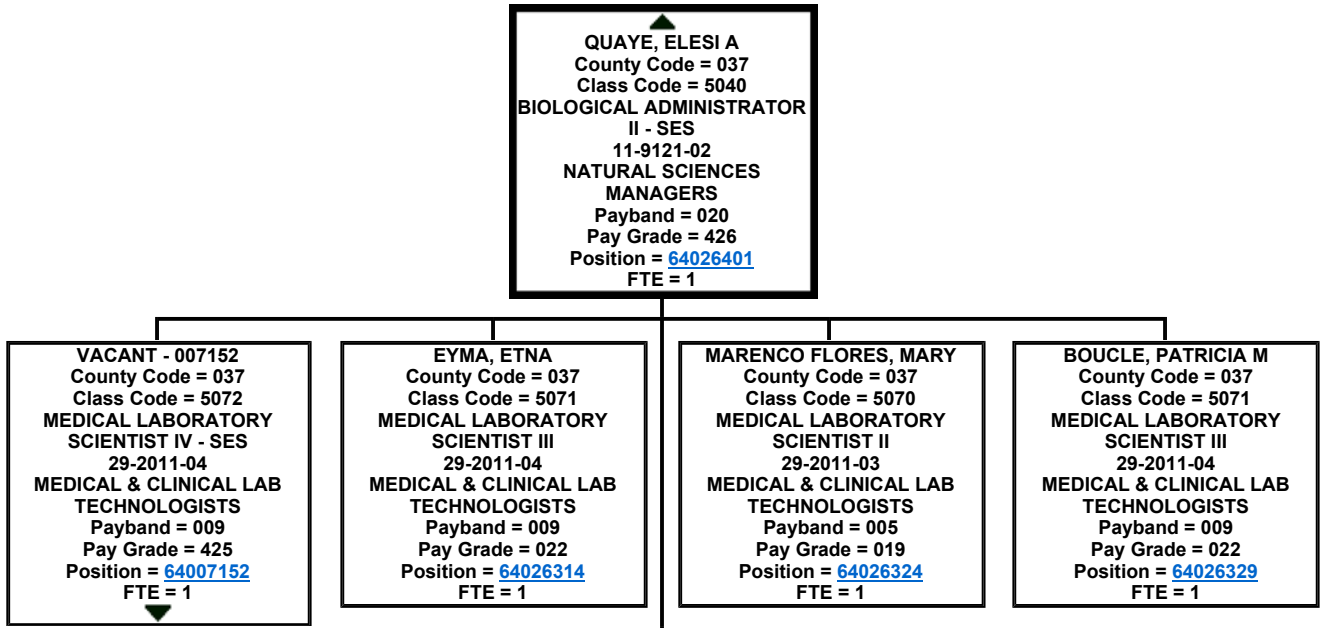 QUAYE, ELESI A
County Code = 037
Class Code = 5040
BIOLOGICAL ADMINISTRATOR
II - SES
11-9121-02
NATURAL SCIENCES
MANAGERS
Payband = 020
Pay Grade = 426
Position = 64026401
FTE = 1
VACANT - 007152
County Code = 037
Class Code = 5072
MEDICAL LABORATORY
SCIENTIST IV - SES
29-2011-04
MEDICAL & CLINICAL LAB
TECHNOLOGISTS
Payband = 009
Pay Grade = 425
Position = 64007152
FTE = 1
EYMA, ETNA
County Code = 037
Class Code = 5071
MEDICAL LABORATORY
SCIENTIST III
29-2011-04
MEDICAL & CLINICAL LAB
TECHNOLOGISTS
Payband = 009
Pay Grade = 022
Position = 64026314
FTE = 1
MARENCO FLORES, MARY
County Code = 037
Class Code = 5070
MEDICAL LABORATORY
SCIENTIST II
29-2011-03
MEDICAL & CLINICAL LAB
TECHNOLOGISTS
Payband = 005
Pay Grade = 019
Position = 64026324
FTE = 1
BOUCLE, PATRICIA M
County Code = 037
Class Code = 5071
MEDICAL LABORATORY
SCIENTIST III
29-2011-04
MEDICAL & CLINICAL LAB
TECHNOLOGISTS
Payband = 009
Pay Grade = 022
Position = 64026329
FTE = 1